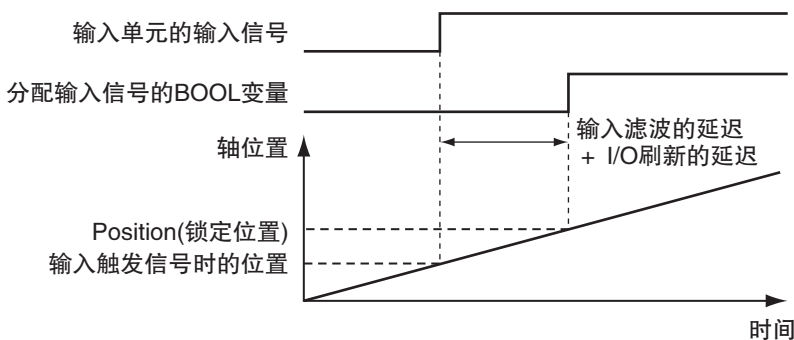 输入单元的输入信号
分配输入信号的BOOL变量
输入滤波的延迟
+ I/O刷新的延迟
轴位置
Position(锁定位置)
输入触发信号时的位置
时间